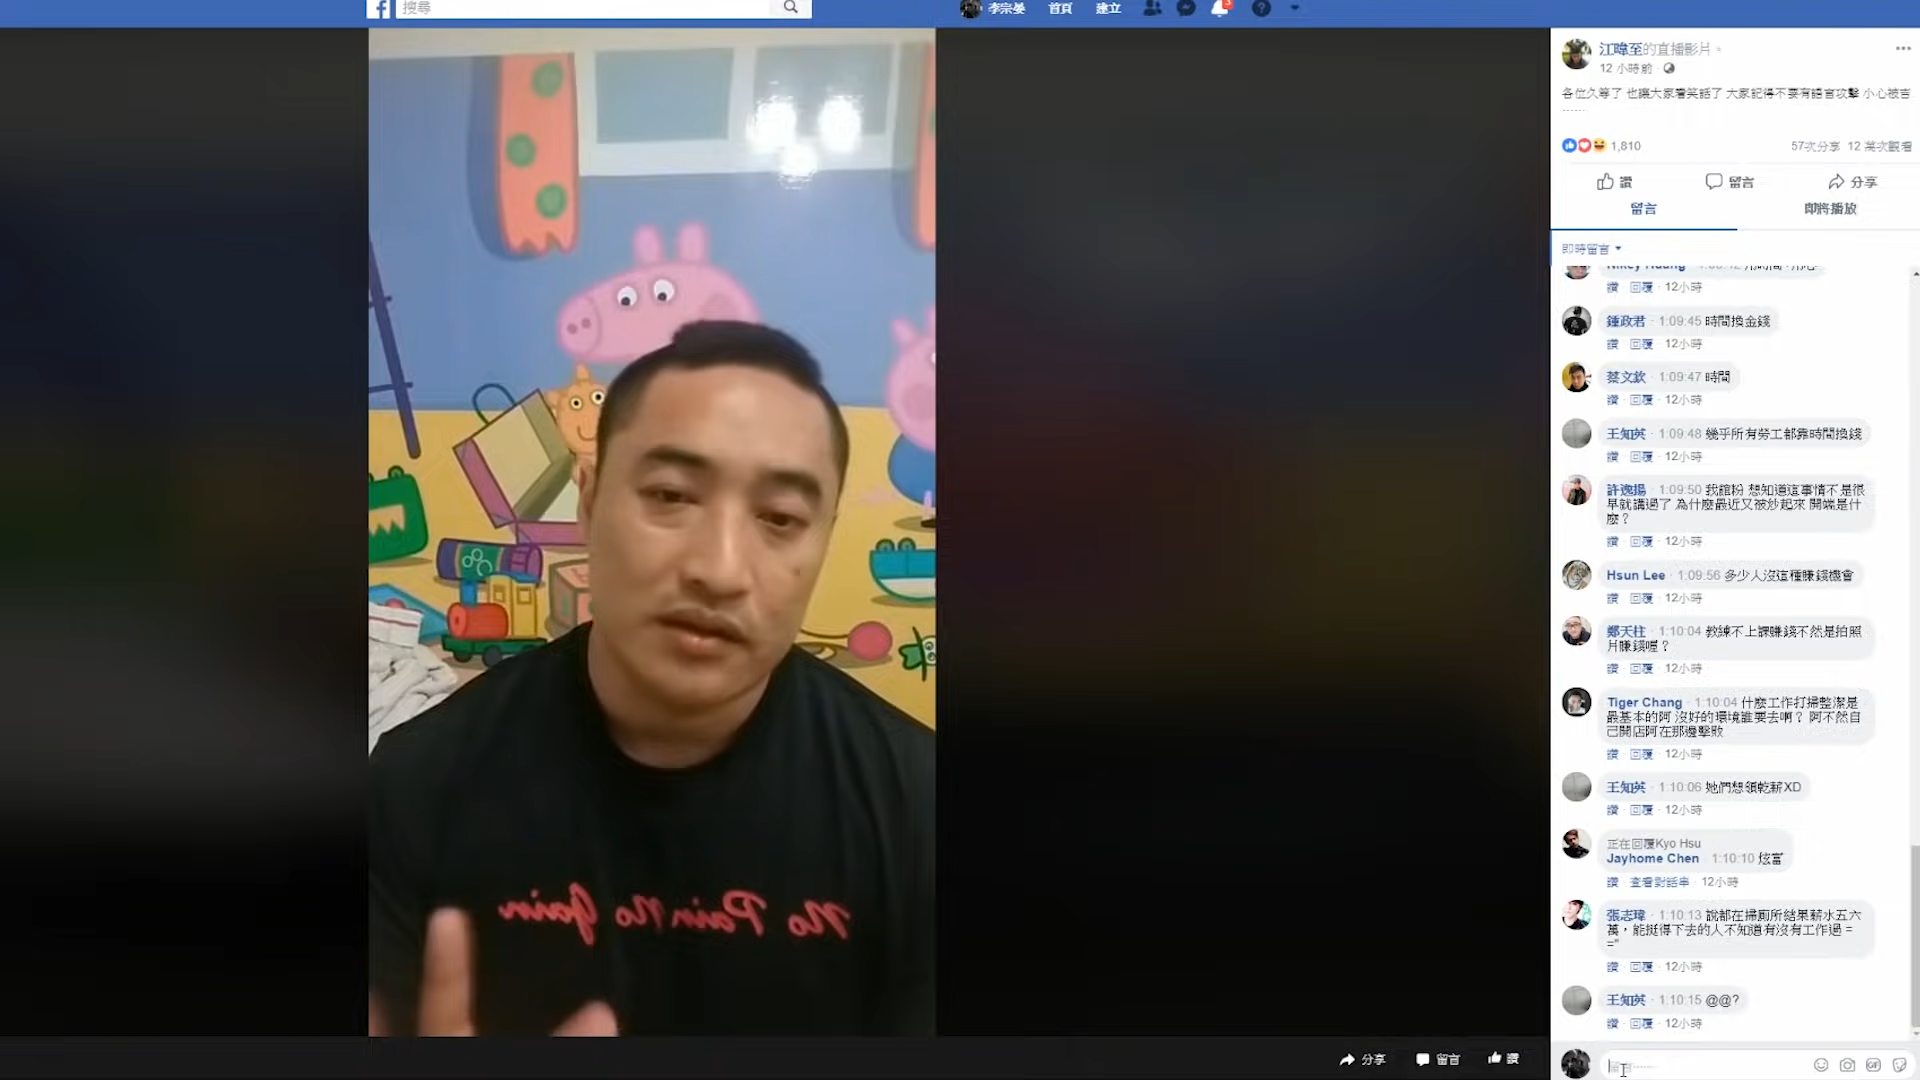 搜尋
李宗晏 首頁 建立
3
江暐至的直播影片。
12 小時前
各位久等了 也讓大家看笑話了 大家記得不要有語言攻擊 小心被告
......
1,810
57次分享 12 萬次觀看
讚 留言 分享
留言 即將播放
即時留言
讚 · 回覆 · 12小時
鍾政君 · 1:09:45 時間換金錢
讚 · 回覆 · 12小時
蔡文欽 · 1:09:47 時間
讚 · 回覆 · 12小時
王知英 · 1:09:48 幾乎所有勞工都靠時間換錢
讚 · 回覆 · 12小時
許逸揚 · 1:09:50 我館粉 想知道這事情不是很
早就講過了 為什麼最近又被炒起來 開端是什
麼？
讚 · 回覆 · 12小時
Hsun Lee · 1:09:56 多少人沒這種賺錢機會
讚 · 回覆 · 12小時
鄭天柱 · 1:10:04 教練不上課賺錢不然是拍照
片賺錢喔？
讚 · 回覆 · 12小時
Tiger Chang · 1:10:04 什麼工作打掃整潔是
最基本的阿 沒好的環境誰要去啊？ 阿不然自
己開店阿在那邊擊敗
讚 · 回覆 · 12小時
王知英 · 1:10:06 她們想領乾薪XD
讚 · 回覆 · 12小時
正在回覆Kyo Hsu
Jayhome Chen · 1:10:10 炫富
讚 · 查看對話串 · 12小時
張志瑋 · 1:10:13 說都在掃廁所結果薪水五六
萬，能挺得下去的人不知道有沒有工作過 =
="
讚 · 回覆 · 12小時
王知英 · 1:10:15 @@?
讚 · 回覆 · 12小時
No Pain No Gain
分享 留言 讚